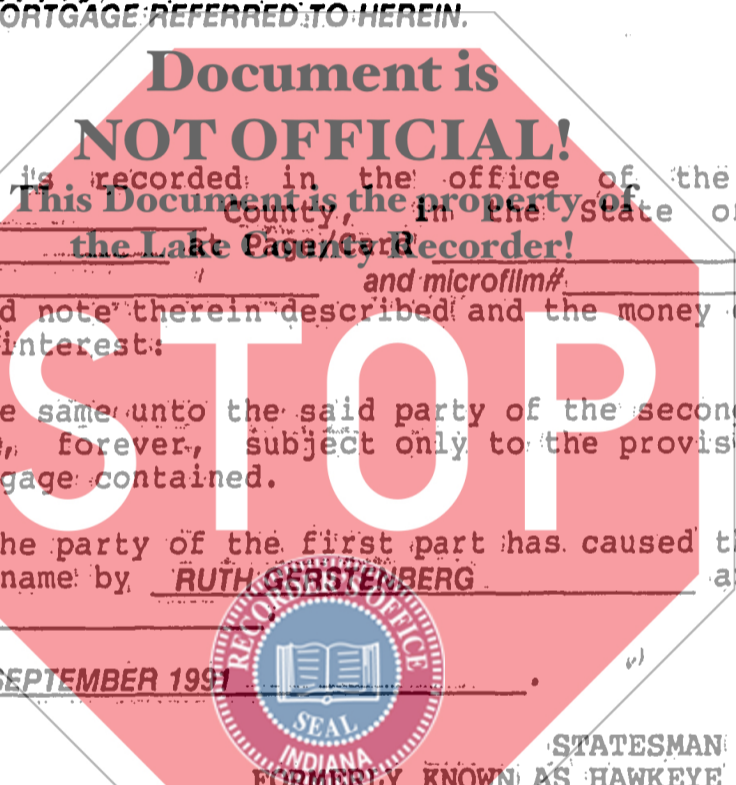 ORTGAGE REFERRED TO HEREIN.
Document is
NOT OFFICIAL!
is recorded in the office of the
This Document is the property of
County, in the State o
the Lake County Recorder!
at Page/Card
and microfilm#
d note therein described and the money
interest:
STOP
e same unto the said party of the second
, forever, subject only to the provis
gage contained.
he party of the first part has caused t
name by RUTH GERSTENBERG a
RECORDER'S OFFICE
SEPTEMBER 1991
SEAL
INDIANA
STATESMAN
FORMERLY KNOWN AS HAWKEYE